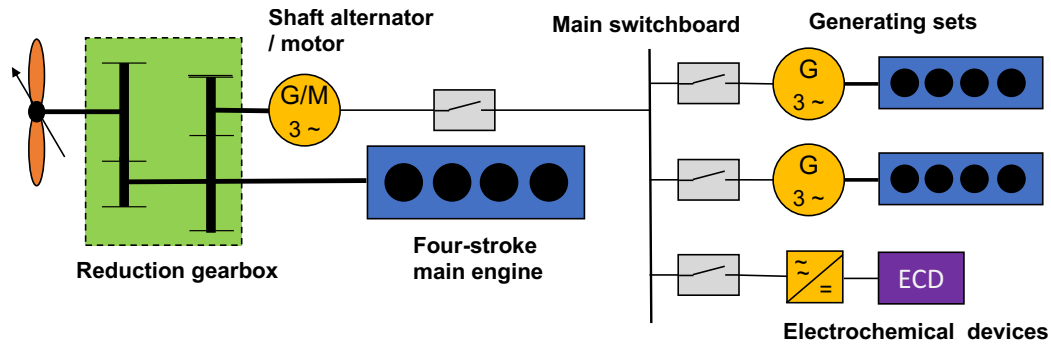 Shaft alternator
/ motor
Main switchboard
Generating sets
G/M
3 ~
G
3 ~
G
3 ~
Four-stroke
main engine
Reduction gearbox
~
~
=
ECD
Electrochemical devices